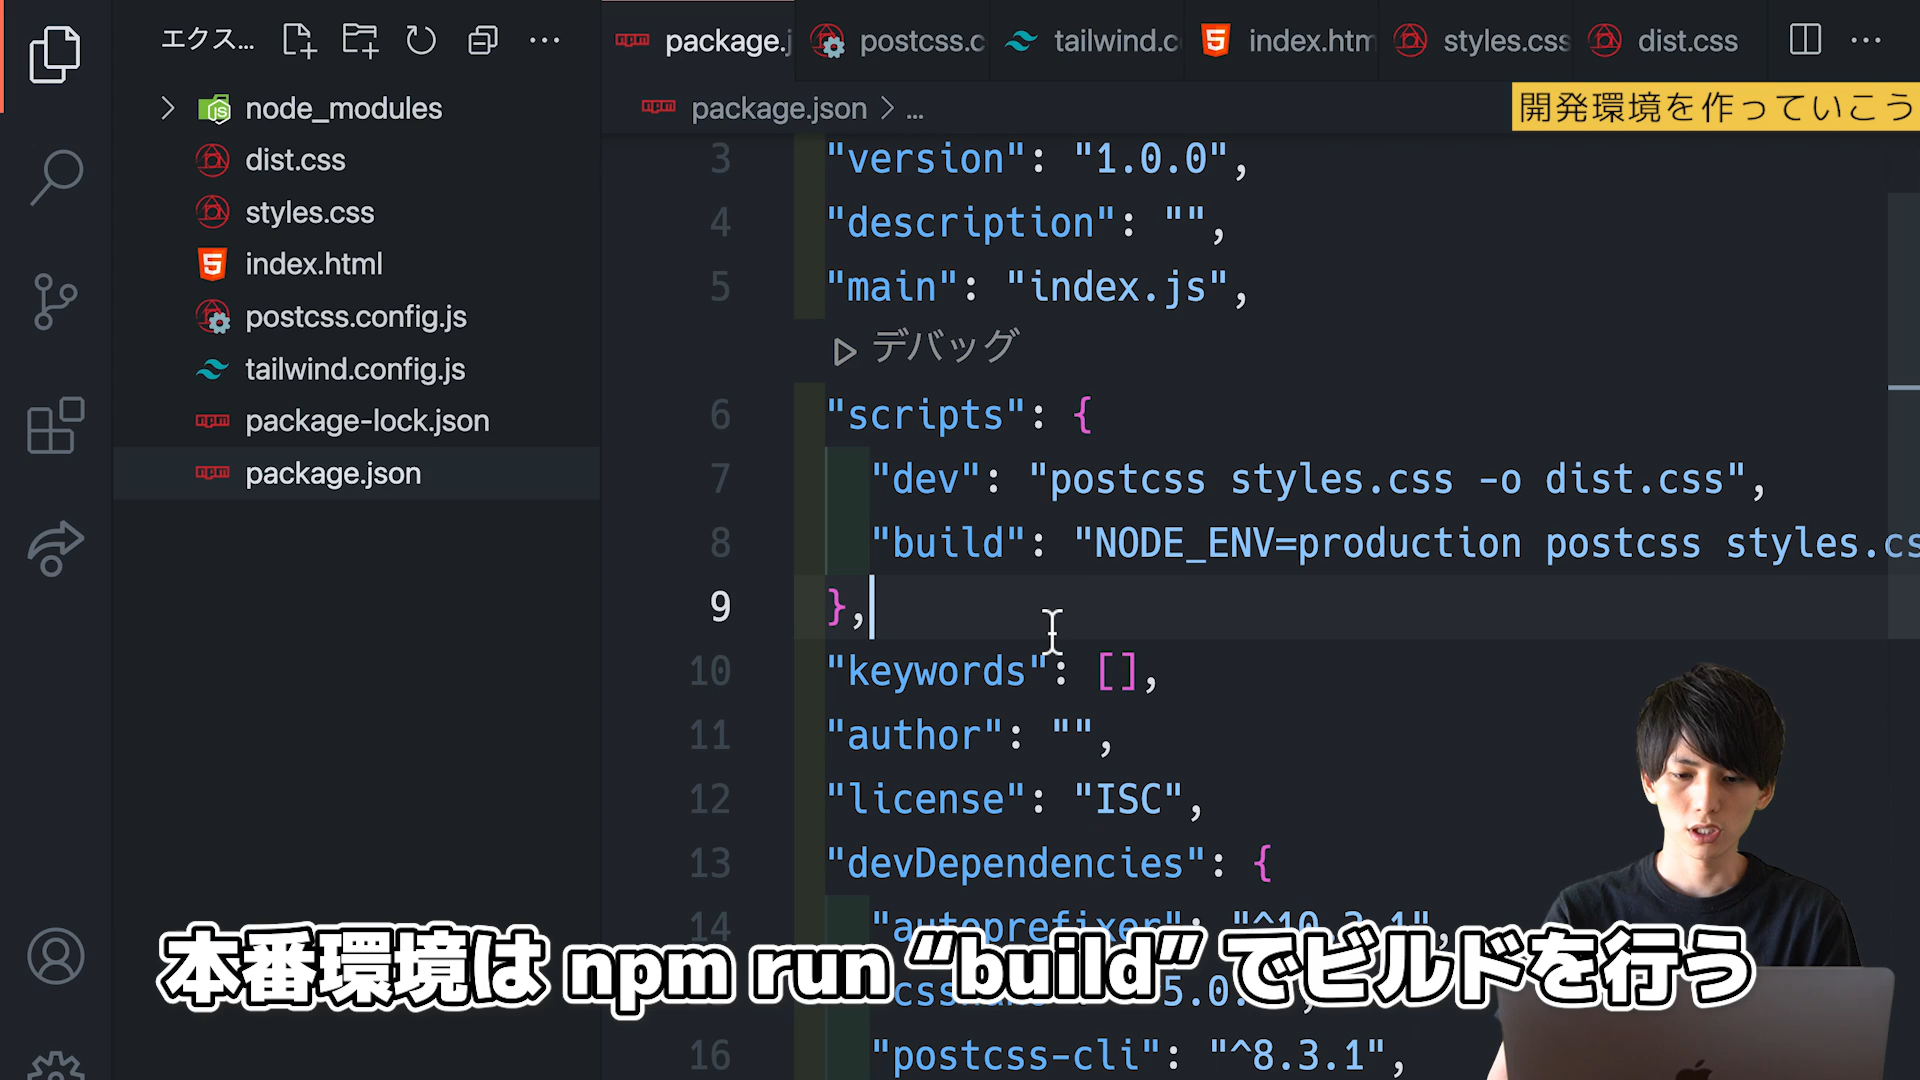 エクス...
package.j
postcss.c
tailwind.c
index.htm
styles.css
dist.css
package.json > ...
開発環境を作っていこう
node_modules
dist.css
styles.css
index.html
postcss.config.js
tailwind.config.js
package-lock.json
package.json
3 "version": "1.0.0",
4 "description": "",
5 "main": "index.js",
デバッグ
6 "scripts": {
7 "dev": "postcss styles.css -o dist.css",
8 "build": "NODE_ENV=production postcss styles.cs
9 },
10 "keywords": [],
11 "author": "",
12 "license": "ISC",
13 "devDependencies": {
14 "autoprefixer": "^10.3.1",
16 "postcss-cli": "^8.3.1",
本番環境は npm run “build” でビルドを行う